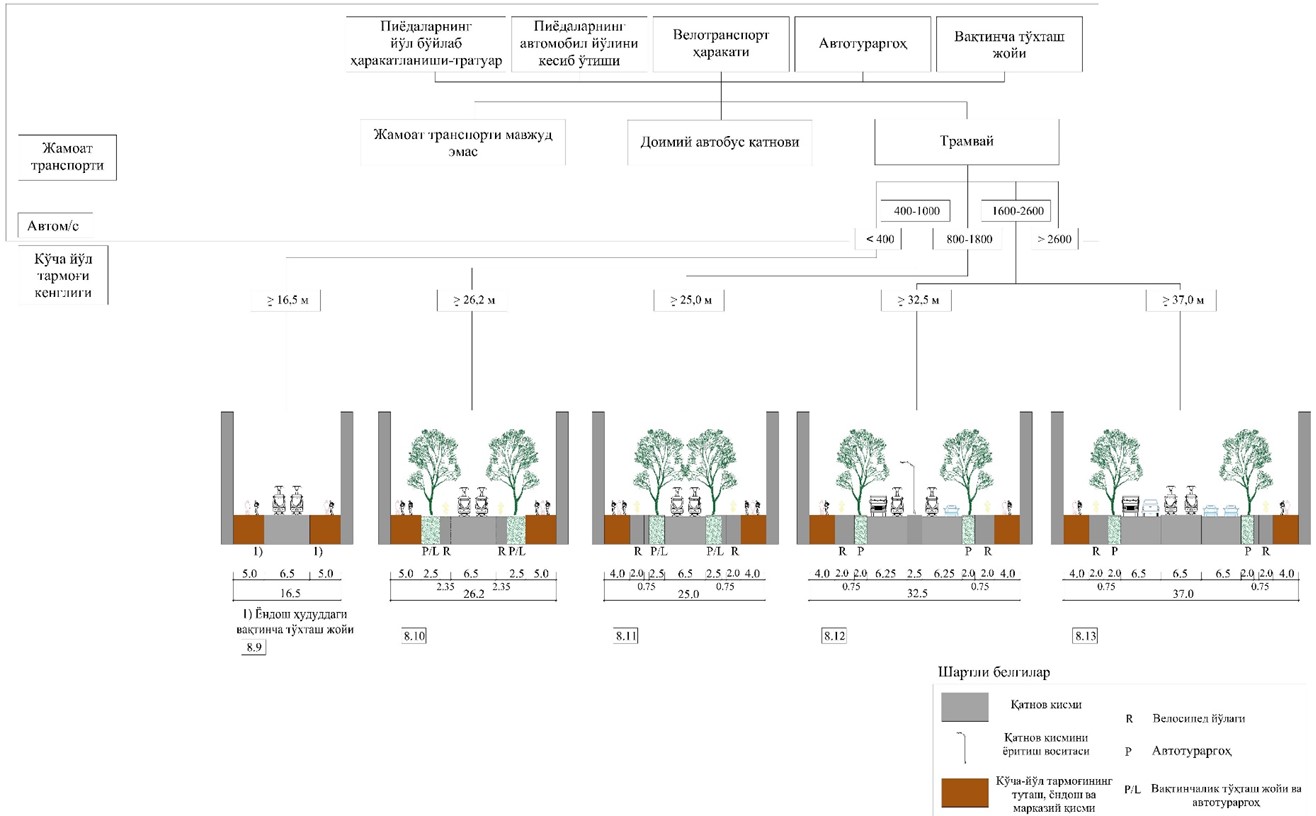 Пиёдаларнинг
йўл бўйлаб
ҳаракатланиши-тратуар
Пиёдаларнинг
автомобил йўлини
кесиб ўтиши
Велотранспорт
ҳаракати
Автотураргоҳ
Вақтинча тўхташ
жойи
Жамоат
транспорти
Жамоат транспорти мавжуд
эмас
Доимий автобус қатнови
Трамвай
Автом/с
400-1000
1600-2600
< 400
800-1800
> 2600
Кўча йўл
тармоғи
кенглиги
≥ 16,5 м
≥ 26,2 м
≥ 25,0 м
≥ 32,5 м
≥ 37,0 м
1) 1)
P/L R R P/L
R P/L P/L R
R P P R
R P P R
5.0 6.5 5.0
16.5
5.0 2.5 6.5 2.5 5.0
2.35 2.35
26.2
4.0 2.0 2.5 6.5 2.5 2.0 4.0
0.75 0.75
25.0
4.0 2.0 2.0 6.25 2.5 6.25 2.0 2.0 4.0
0.75 0.75
32.5
4.0 2.0 2.0 6.5 6.5 6.5 2.0 2.0 4.0
0.75 0.75
37.0
1) Ёндош ҳудуддаги
вақтинча тўхташ жойи
8.9
8.10
8.11
8.12
8.13
Шартли белгилар
Қатнов қисми
R Велосипед йўлаги
Қатнов қисмини
ёритиш воситаси
P Автотураргоҳ
Кўча-йўл тармоғининг
туташ, ёндош ва
марказий қисми
P/L Вақтинчалик тўхташ жойи ва
автотураргоҳ